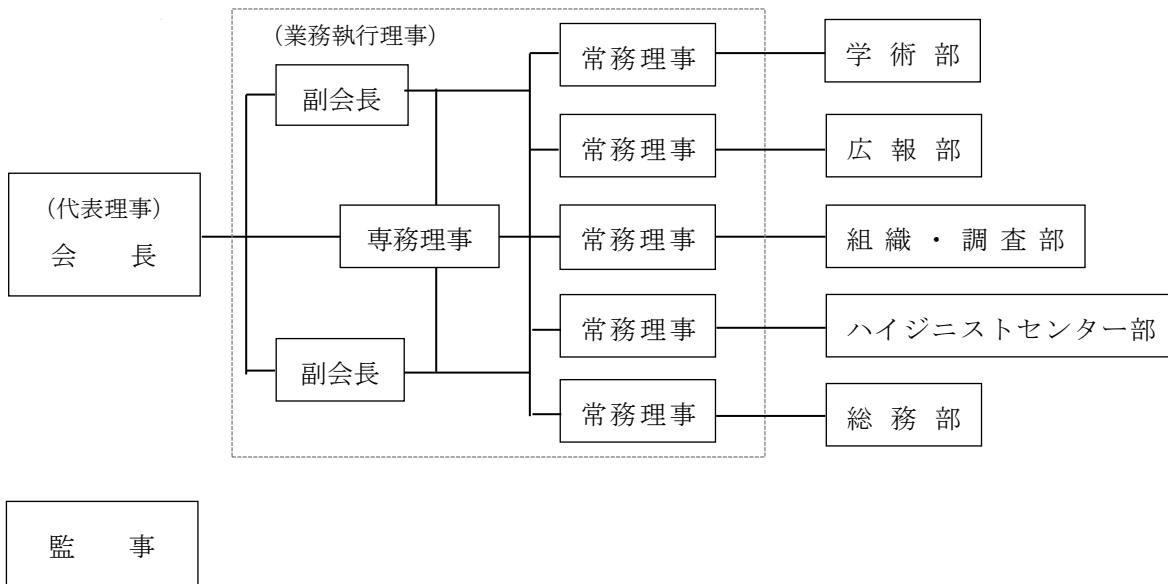 (業務執行理事)
常務理事
学術部
副会長
常務理事
広報部
(代表理事)
会長
専務理事
常務理事
組織・調査部
常務理事
ハイジニストセンター部
副会長
常務理事
総務部
監事